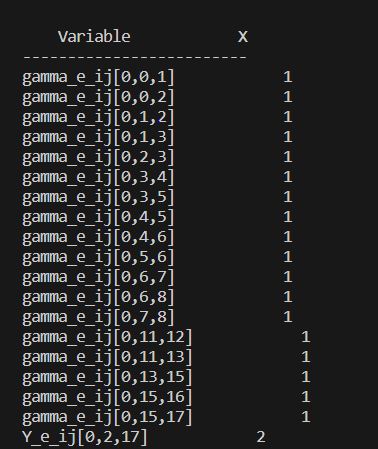 Variable X
-------------------------
gamma_e_ij[0,0,1] 1
gamma_e_ij[0,0,2] 1
gamma_e_ij[0,1,2] 1
gamma_e_ij[0,1,3] 1
gamma_e_ij[0,2,3] 1
gamma_e_ij[0,3,4] 1
gamma_e_ij[0,3,5] 1
gamma_e_ij[0,4,5] 1
gamma_e_ij[0,4,6] 1
gamma_e_ij[0,5,6] 1
gamma_e_ij[0,6,7] 1
gamma_e_ij[0,6,8] 1
gamma_e_ij[0,7,8] 1
gamma_e_ij[0,11,12] 1
gamma_e_ij[0,11,13] 1
gamma_e_ij[0,13,15] 1
gamma_e_ij[0,15,16] 1
gamma_e_ij[0,15,17] 1
Y_e_ij[0,2,17] 2